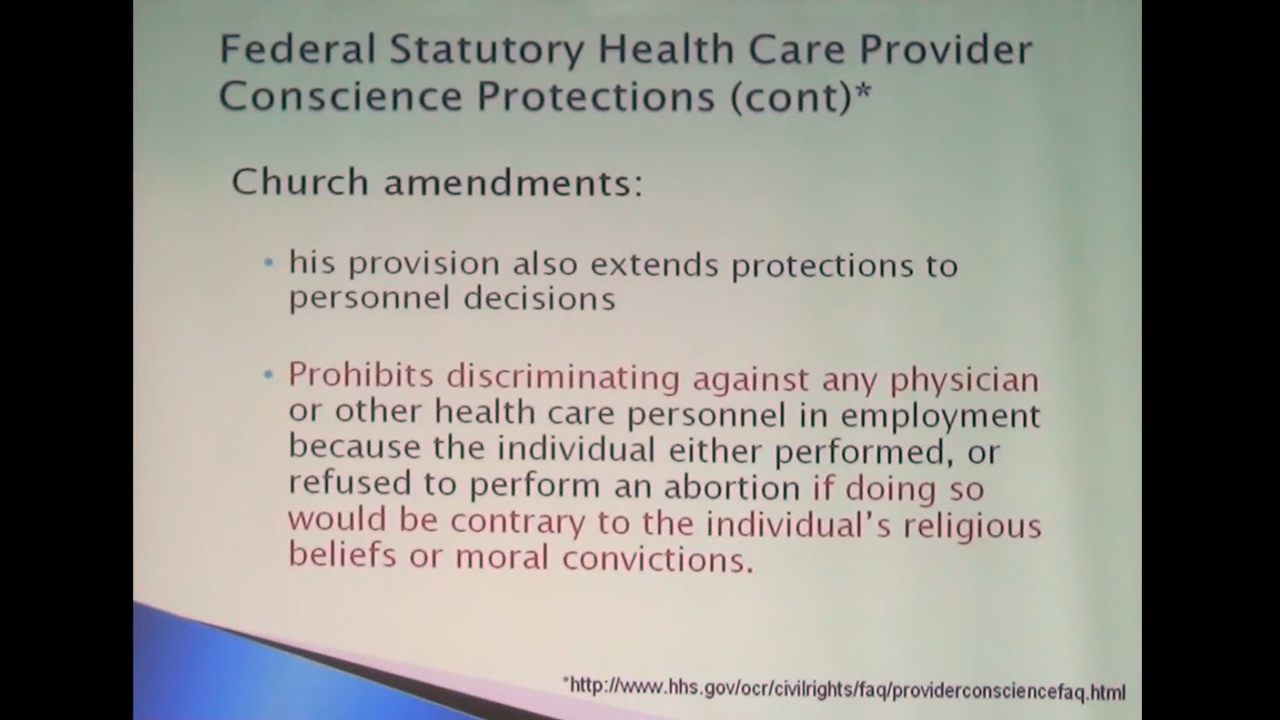 Federal Statutory Health Care Provider
Conscience Protections (cont)*
Church amendments:
• his provision also extends protections to
personnel decisions
• Prohibits discriminating against any physician
or other health care personnel in employment
because the individual either performed, or
refused to perform an abortion if doing so
would be contrary to the individual's religious
beliefs or moral convictions.
*http://www.hhs.gov/ocr/civilrights/faq/providerconsciencefaq.html